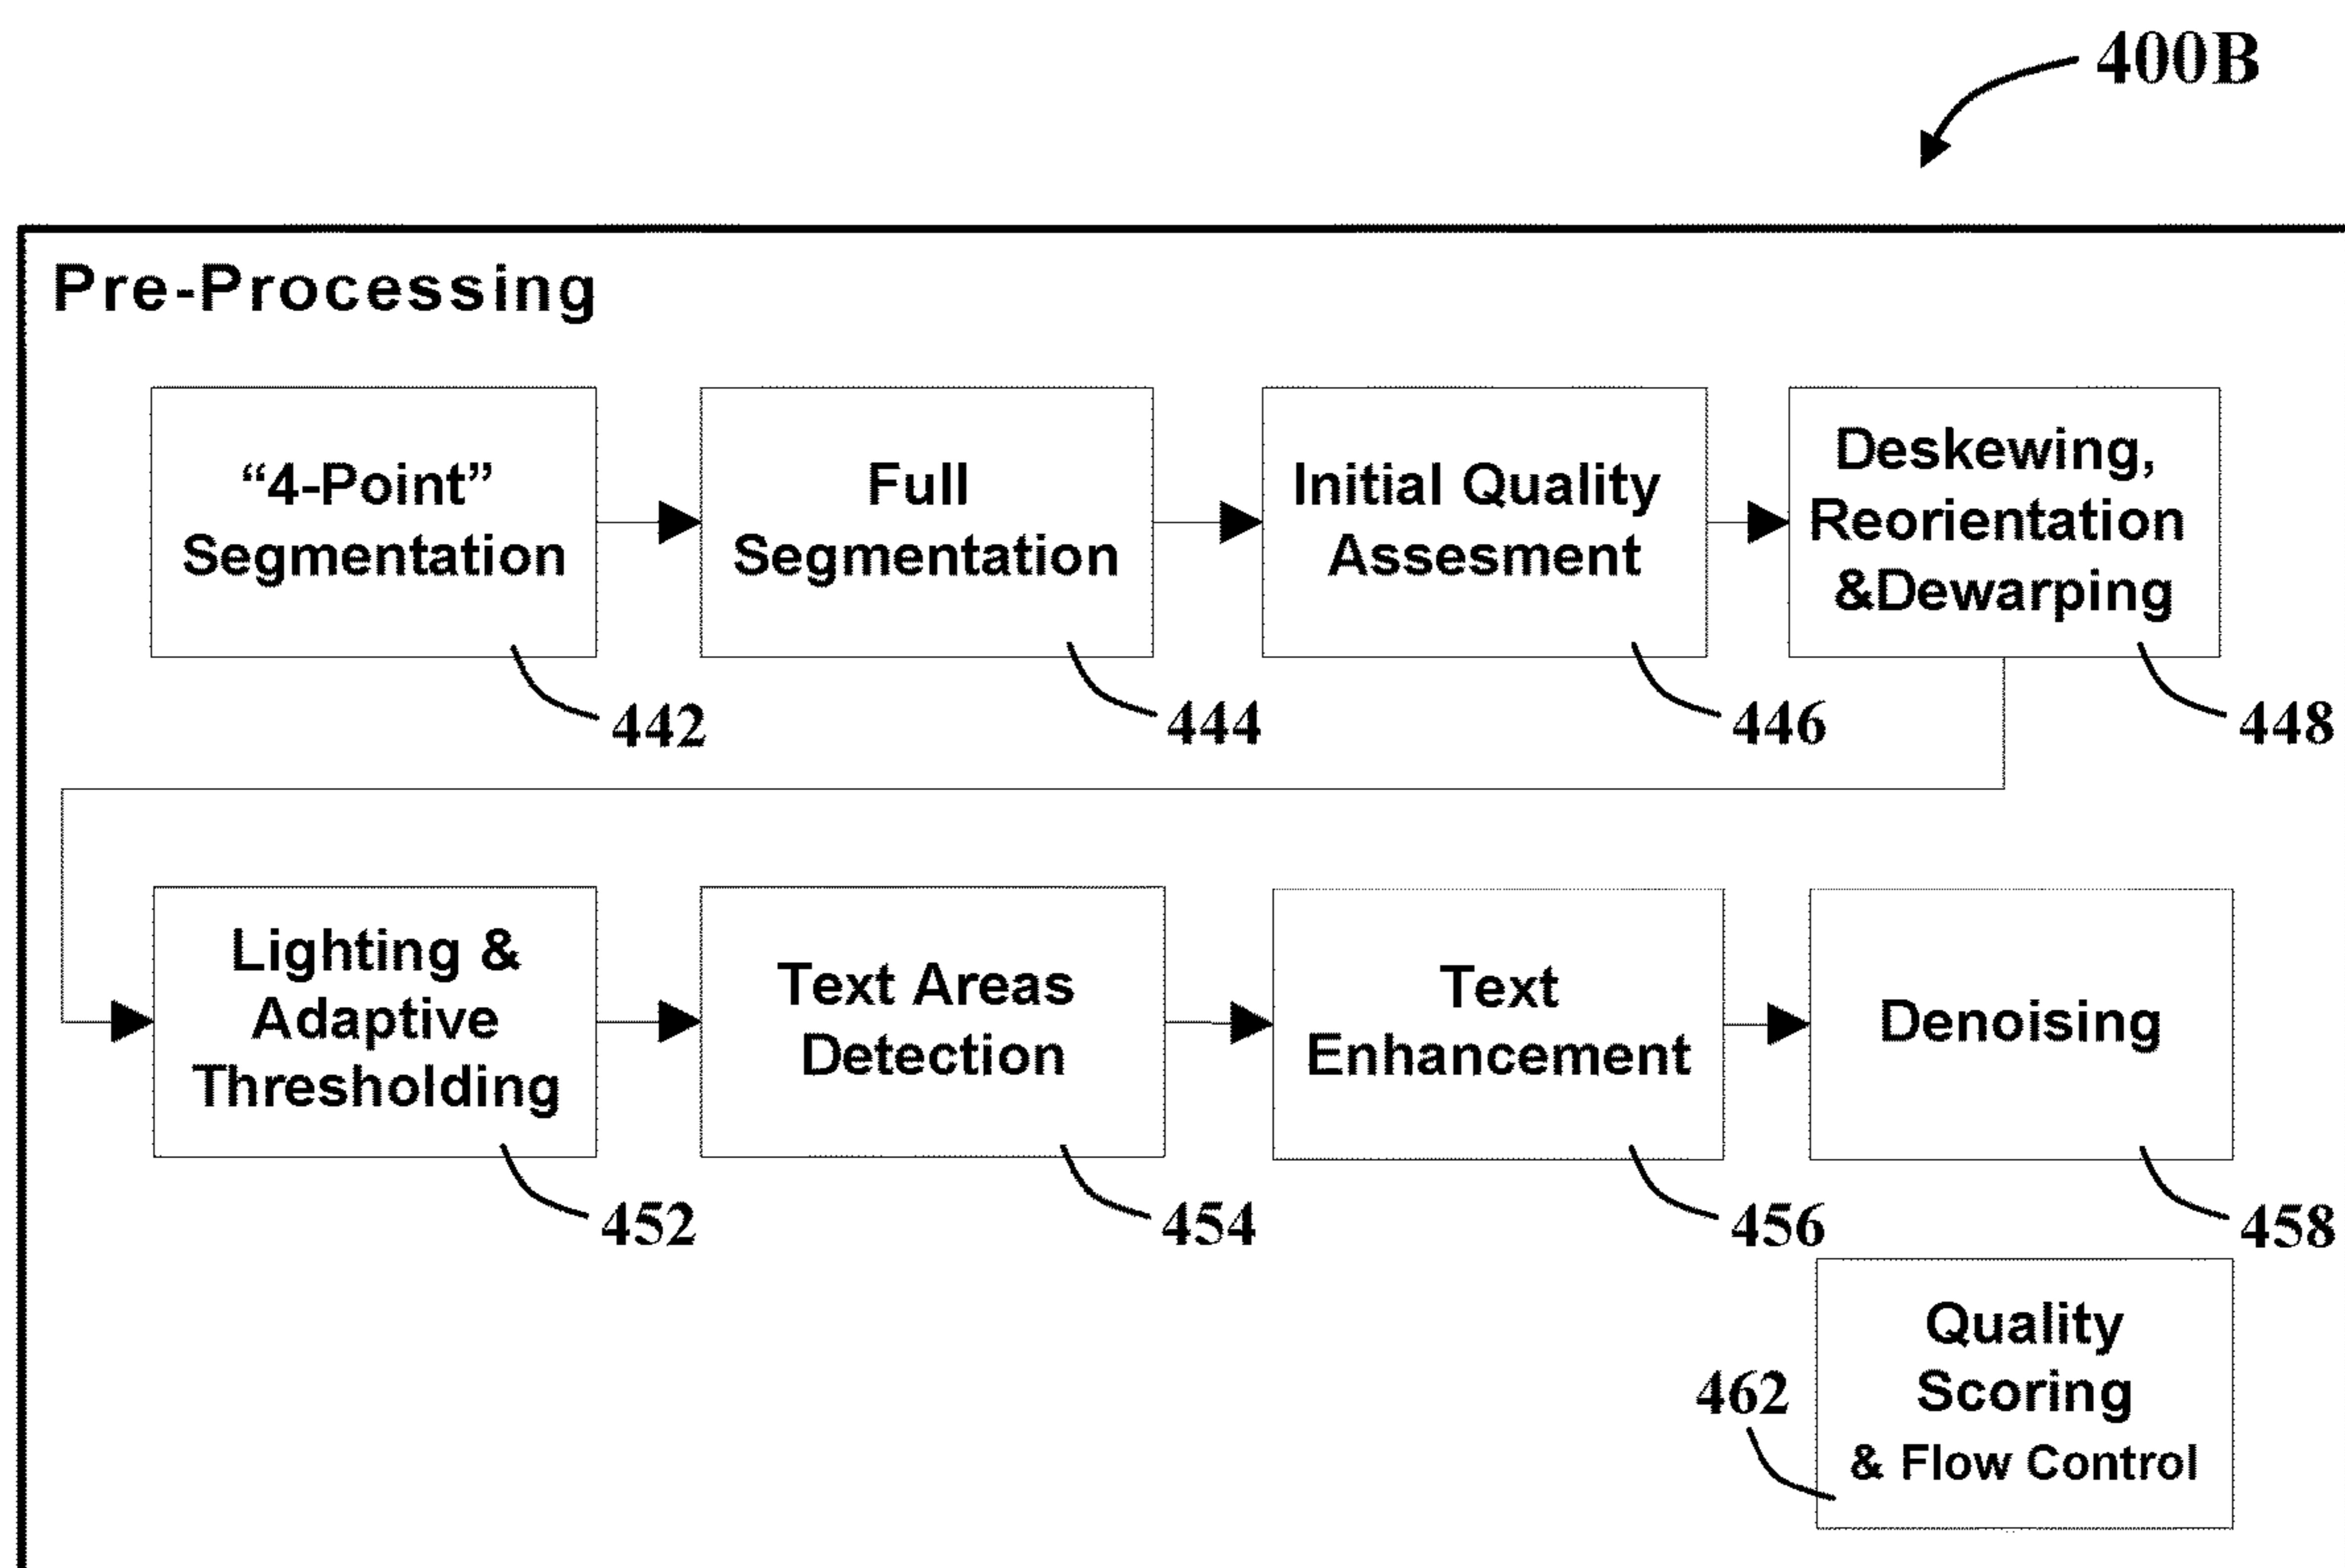 400B
Pre-Processing
“4-Point”
Segmentation
442
Full
Segmentation
444
Initial Quality
Assesment
446
Deskewing,
Reorientation
&Dewarping
448
Lighting &
Adaptive
Thresholding
452
Text Areas
Detection
454
Text
Enhancement
456
Denoising
458
Quality
Scoring
& Flow Control
462